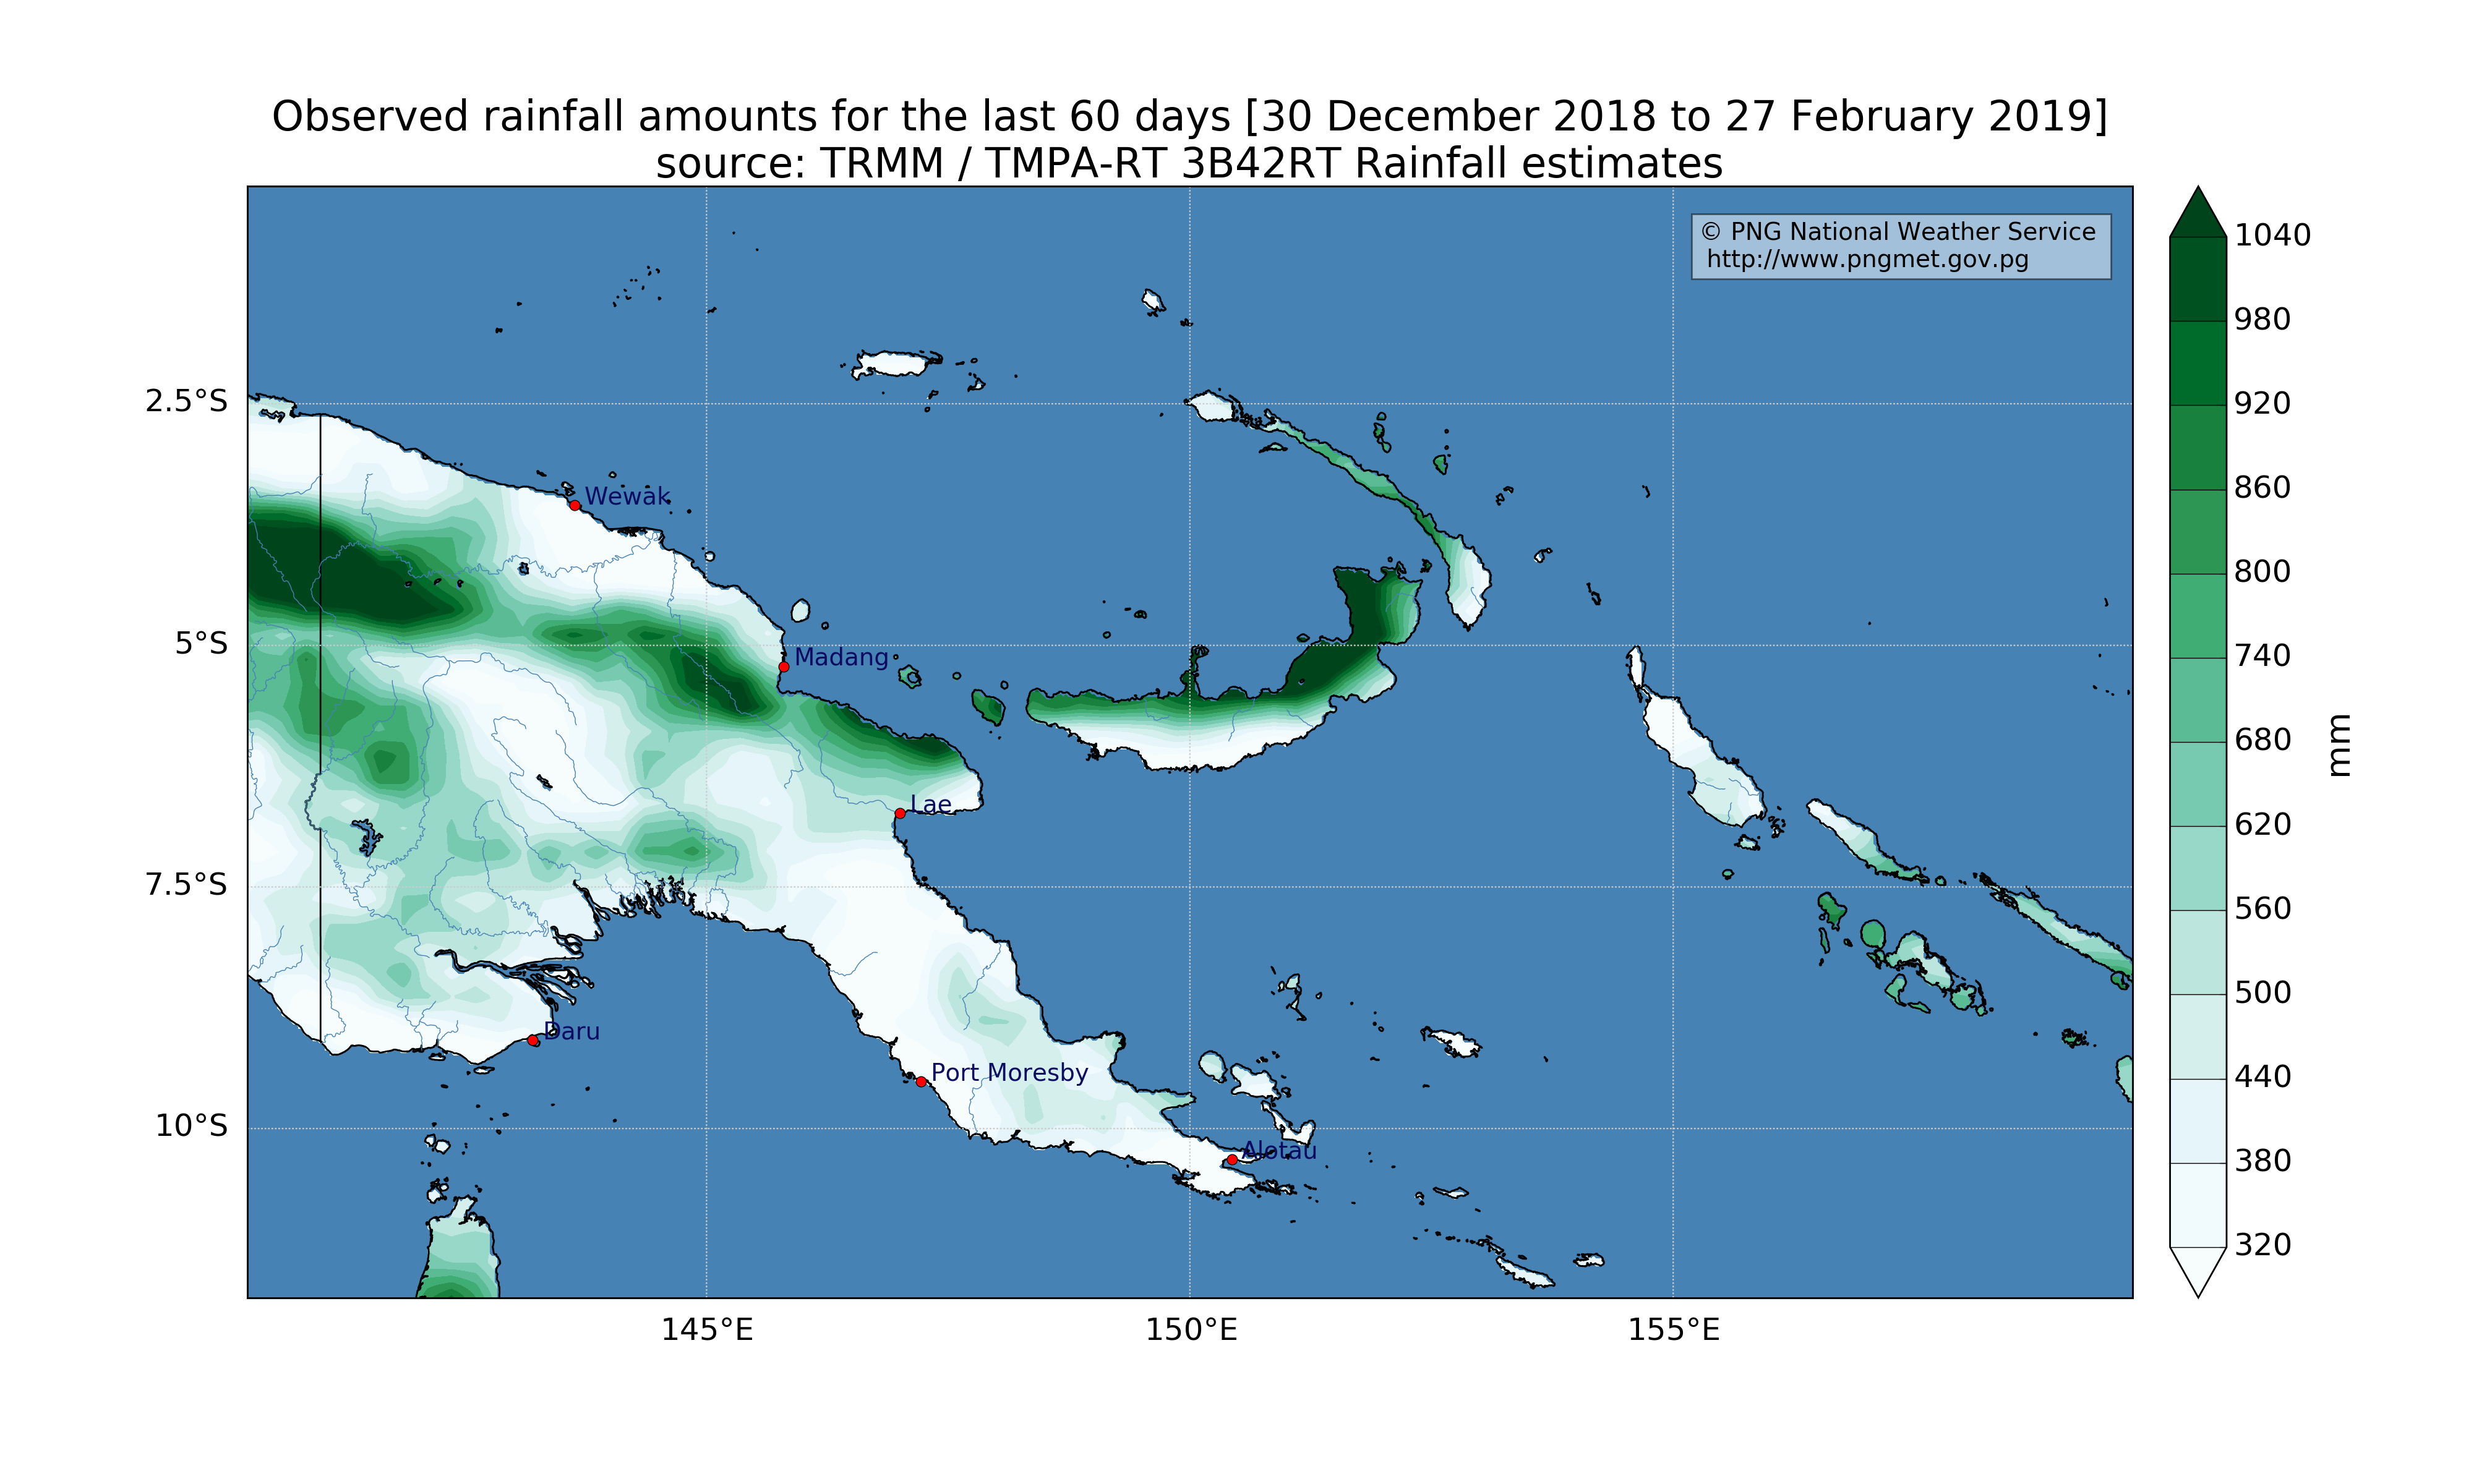 Observed rainfall amounts for the last 60 days [30 December 2018 to 27 February 2019]
source: TRMM / TMPA-RT 3B42RT Rainfall estimates
© PNG National Weather Service
http://www.pngmet.gov.pg
1040
980
920
860
800
740
680
620
560
500
440
380
320
mm
2.5°S
5°S
7.5°S
10°S
Wewak
Madang
Lae
Daru
Port Moresby
Alotau
145°E
150°E
155°E